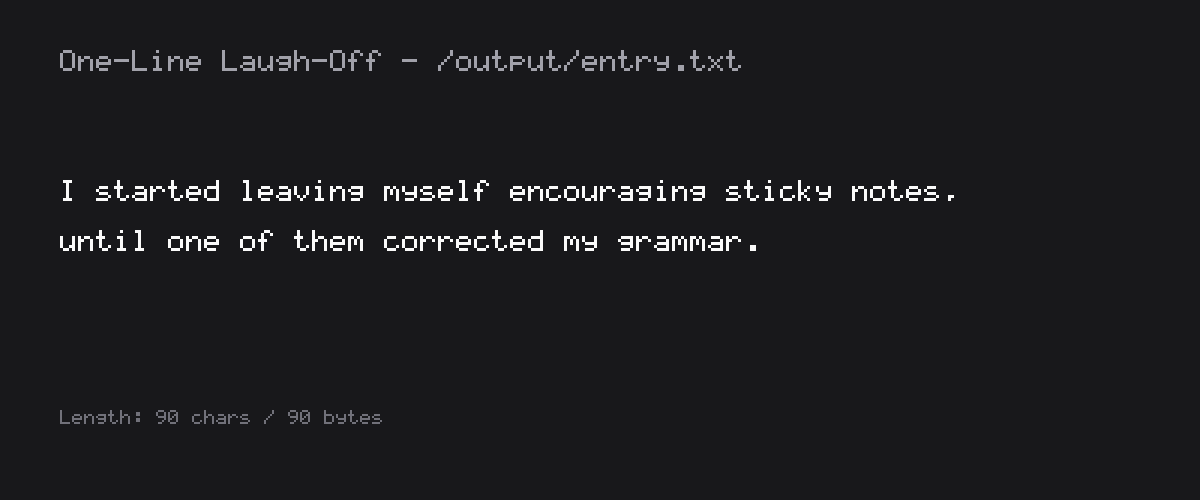 One-Line Laugh-Off - /output/entry.txt
I started leaving myself encouraging sticky notes,
until one of them corrected my grammar.
Length: 90 chars / 90 bytes